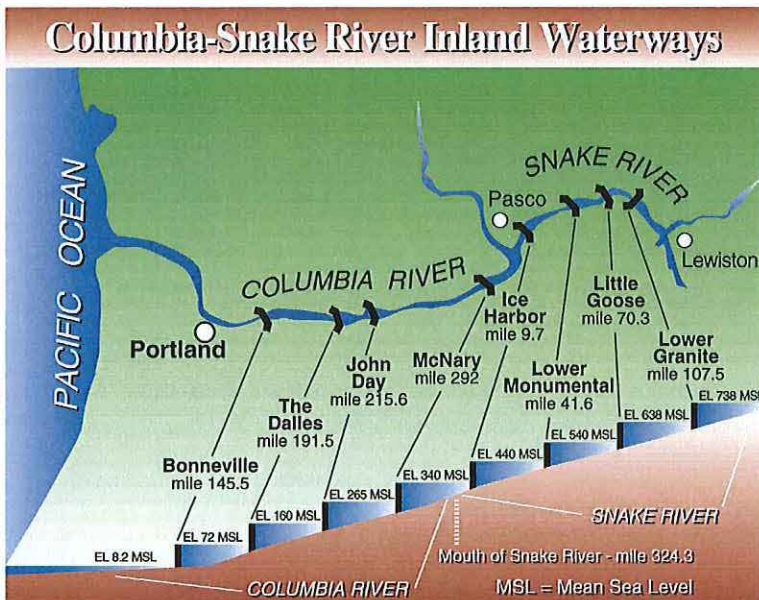 Columbia-Snake River Inland Waterways
PACIFIC OCEAN
Portland
COLUMBIA RIVER
Pasco
SNAKE RIVER
Lewiston
Bonneville
mile 145.5
The
Dalles
mile 191.5
John
Day
mile 215.6
McNary
mile 292
Ice
Harbor
mile 9.7
Lower
Monumental
mile 41.6
Little
Goose
mile 70.3
Lower
Granite
mile 107.5
EL 8.2 MSL
EL 72 MSL
EL 160 MSL
EL 265 MSL
EL 340 MSL
EL 440 MSL
EL 540 MSL
EL 638 MSL
EL 738 MSL
SNAKE RIVER
Mouth of Snake River - mile 324.3
COLUMBIA RIVER
MSL = Mean Sea Level